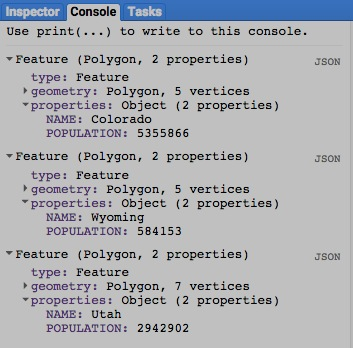 Inspector Console Tasks
Use print(...) to write to this console.
Feature (Polygon, 2 properties) JSON
type: Feature
geometry: Polygon, 5 vertices
properties: Object (2 properties)
NAME: Colorado
POPULATION: 5355866
Feature (Polygon, 2 properties) JSON
type: Feature
geometry: Polygon, 5 vertices
properties: Object (2 properties)
NAME: Wyoming
POPULATION: 584153
Feature (Polygon, 2 properties) JSON
type: Feature
geometry: Polygon, 7 vertices
properties: Object (2 properties)
NAME: Utah
POPULATION: 2942902